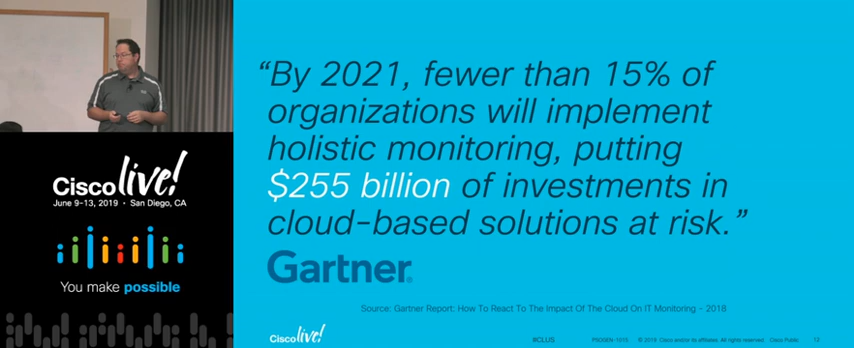 Cisco live!
June 9-13, 2019 • San Diego, CA
You make possible
“By 2021, fewer than 15% of
organizations will implement
holistic monitoring, putting
$255 billion of investments in
cloud-based solutions at risk.”
Gartner®
Source: Gartner Report: How To React To The Impact Of The Cloud On IT Monitoring – 2018
Cisco live!
#CLUS
© 2019 Cisco and/or its affiliates. All rights reserved. Cisco Public
12